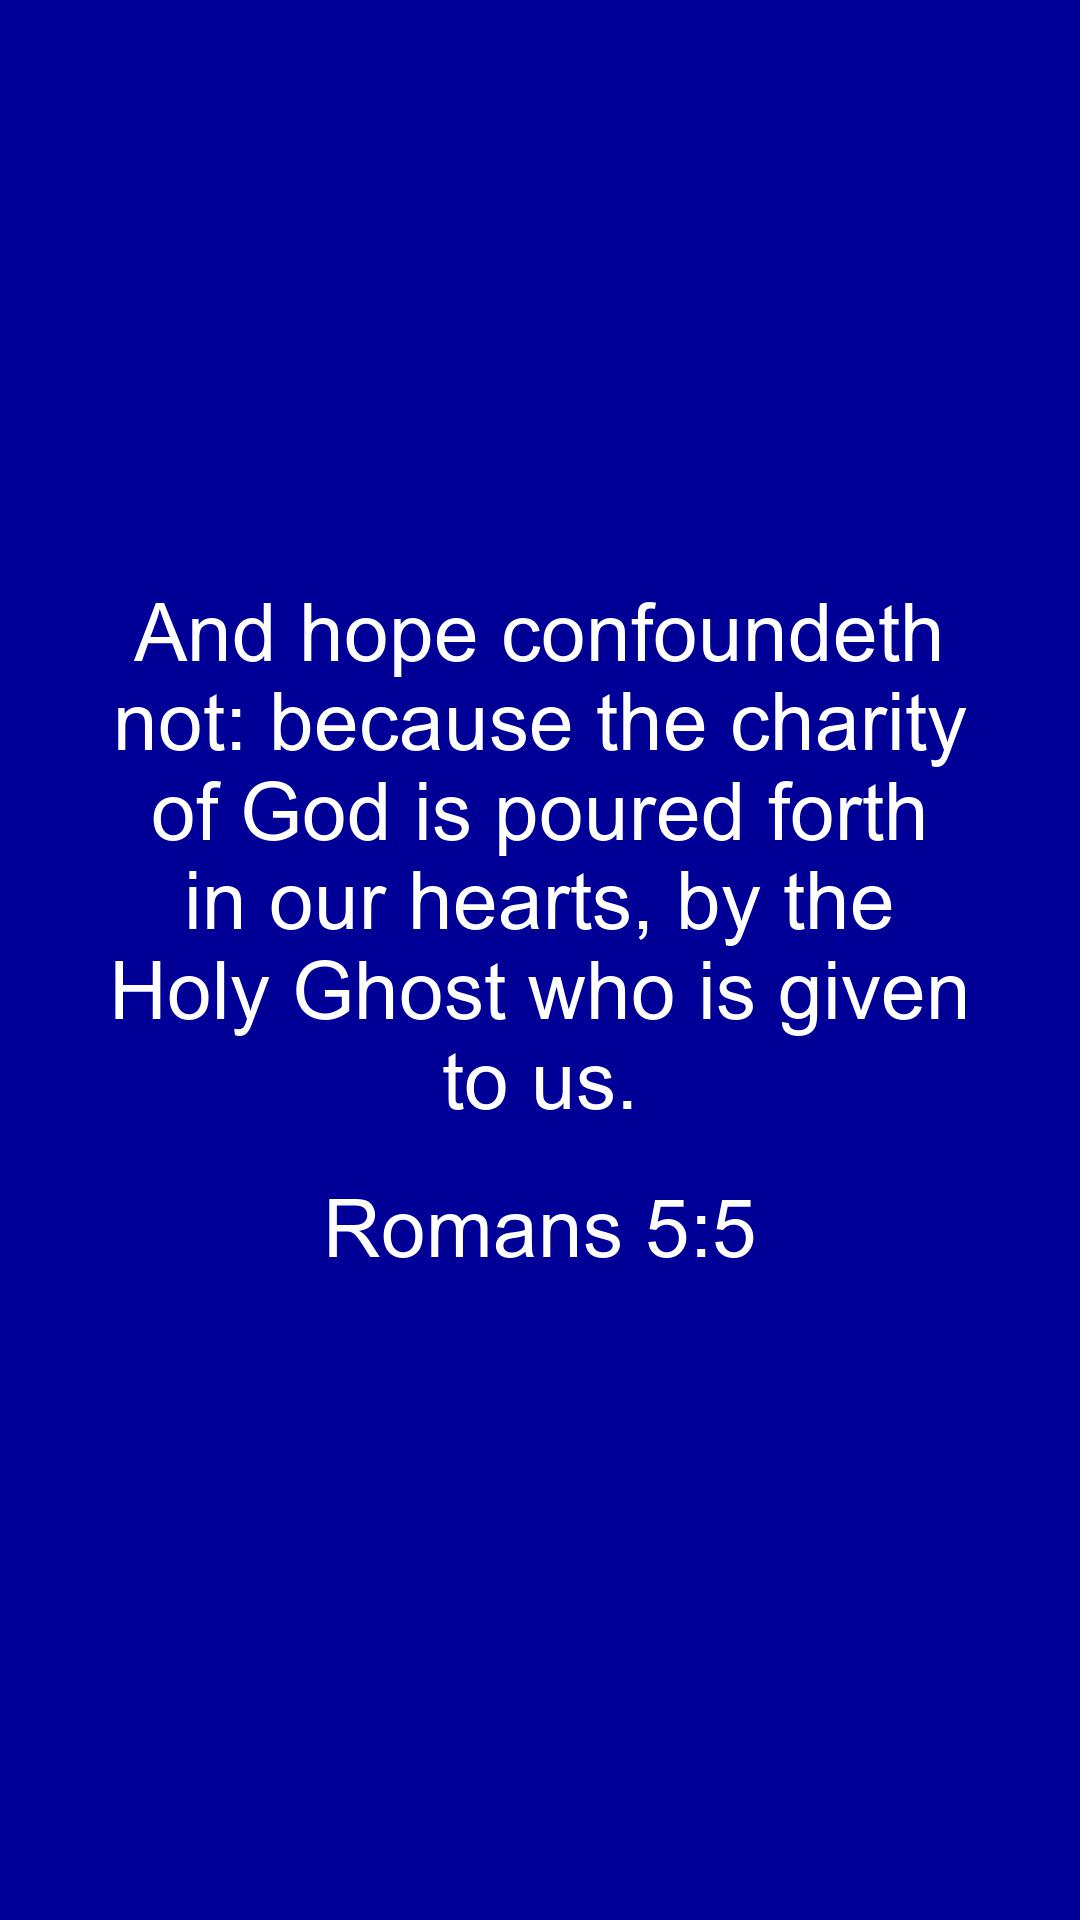 And hope confoundeth
not: because the charity
of God is poured forth
in our hearts, by the
Holy Ghost who is given
to us.
Romans 5:5